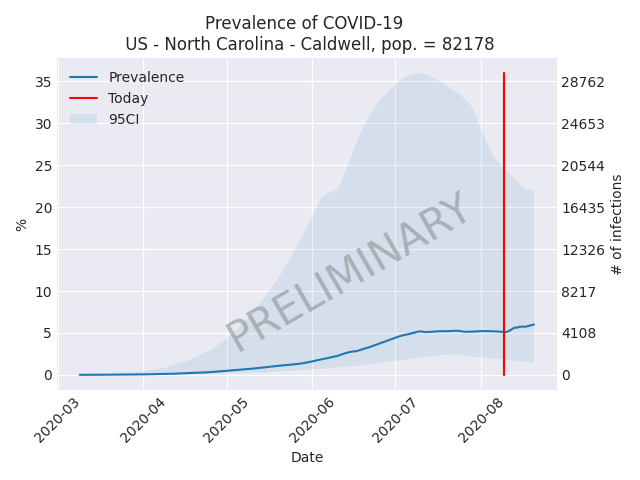 Prevalence of COVID-19
US - North Carolina - Caldwell, pop. = 82178
Prevalence
Today
95CI
35
30
25
20
15
10
5
0
%
28762
24653
20544
16435
12326
8217
4108
0
# of infections
PRELIMINARY
2020-03
2020-04
2020-05
2020-06
2020-07
2020-08
Date